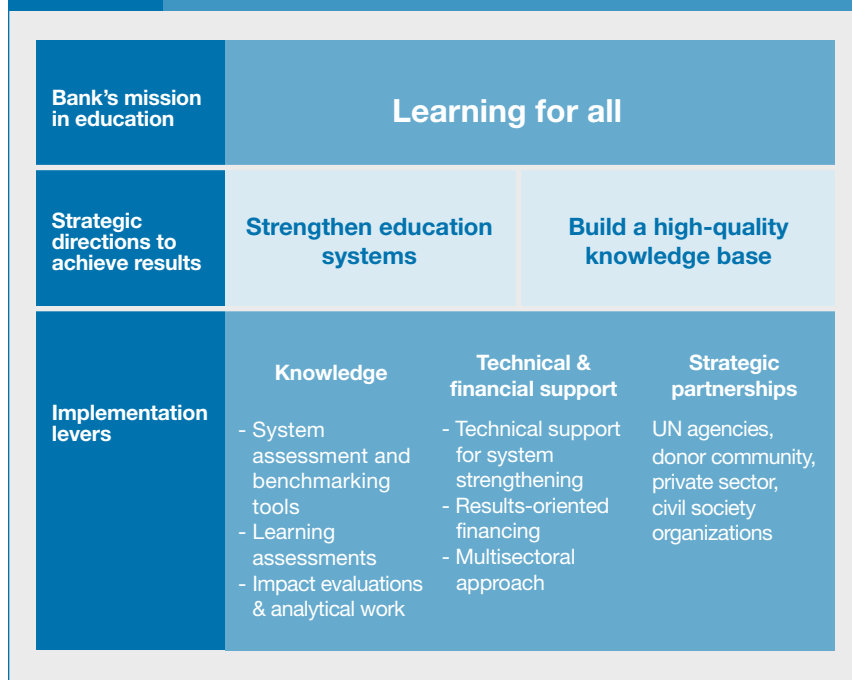 Bank’s mission
in education
Learning for all
Strategic
directions to
achieve results
Strengthen education
systems
Build a high-quality
knowledge base
Implementation
levers
Knowledge
- System
assessment and
benchmarking
tools
- Learning
assessments
- Impact evaluations
& analytical work
Technical &
financial support
- Technical support
for system
strengthening
- Results-oriented
financing
- Multisectoral
approach
Strategic
partnerships
UN agencies,
donor community,
private sector,
civil society
organizations